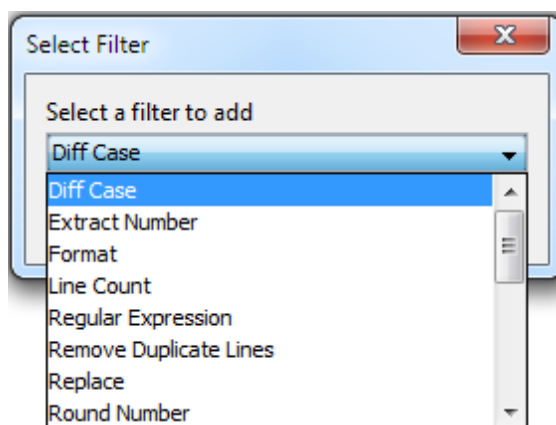 Select Filter
Select a filter to add
Diff Case
Diff Case
Extract Number
Format
Line Count
Regular Expression
Remove Duplicate Lines
Replace
Round Number